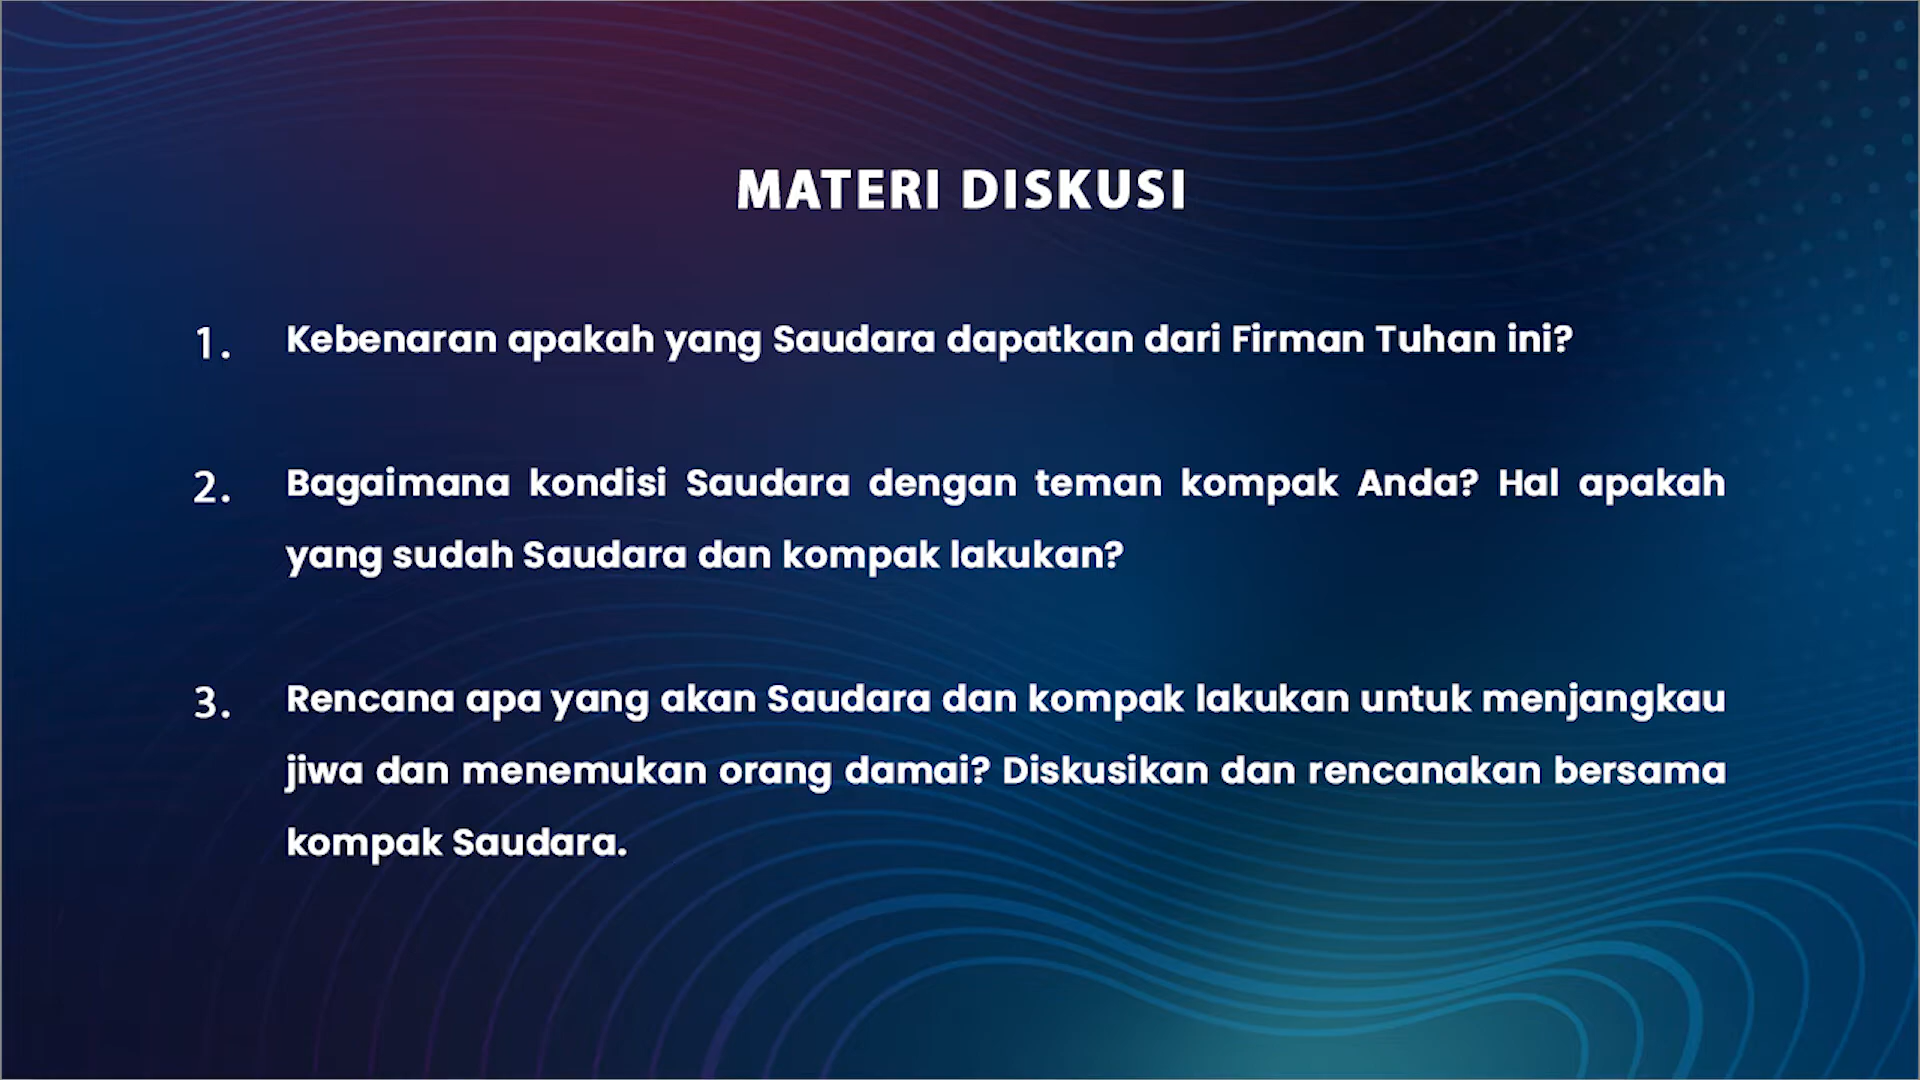 MATERI DISKUSI
1. Kebenaran apakah yang Saudara dapatkan dari Firman Tuhan ini?
2. Bagaimana kondisi Saudara dengan teman kompak Anda? Hal apakah
yang sudah Saudara dan kompak lakukan?
3. Rencana apa yang akan Saudara dan kompak lakukan untuk menjangkau
jiwa dan menemukan orang damai? Diskusikan dan rencanakan bersama
kompak Saudara.